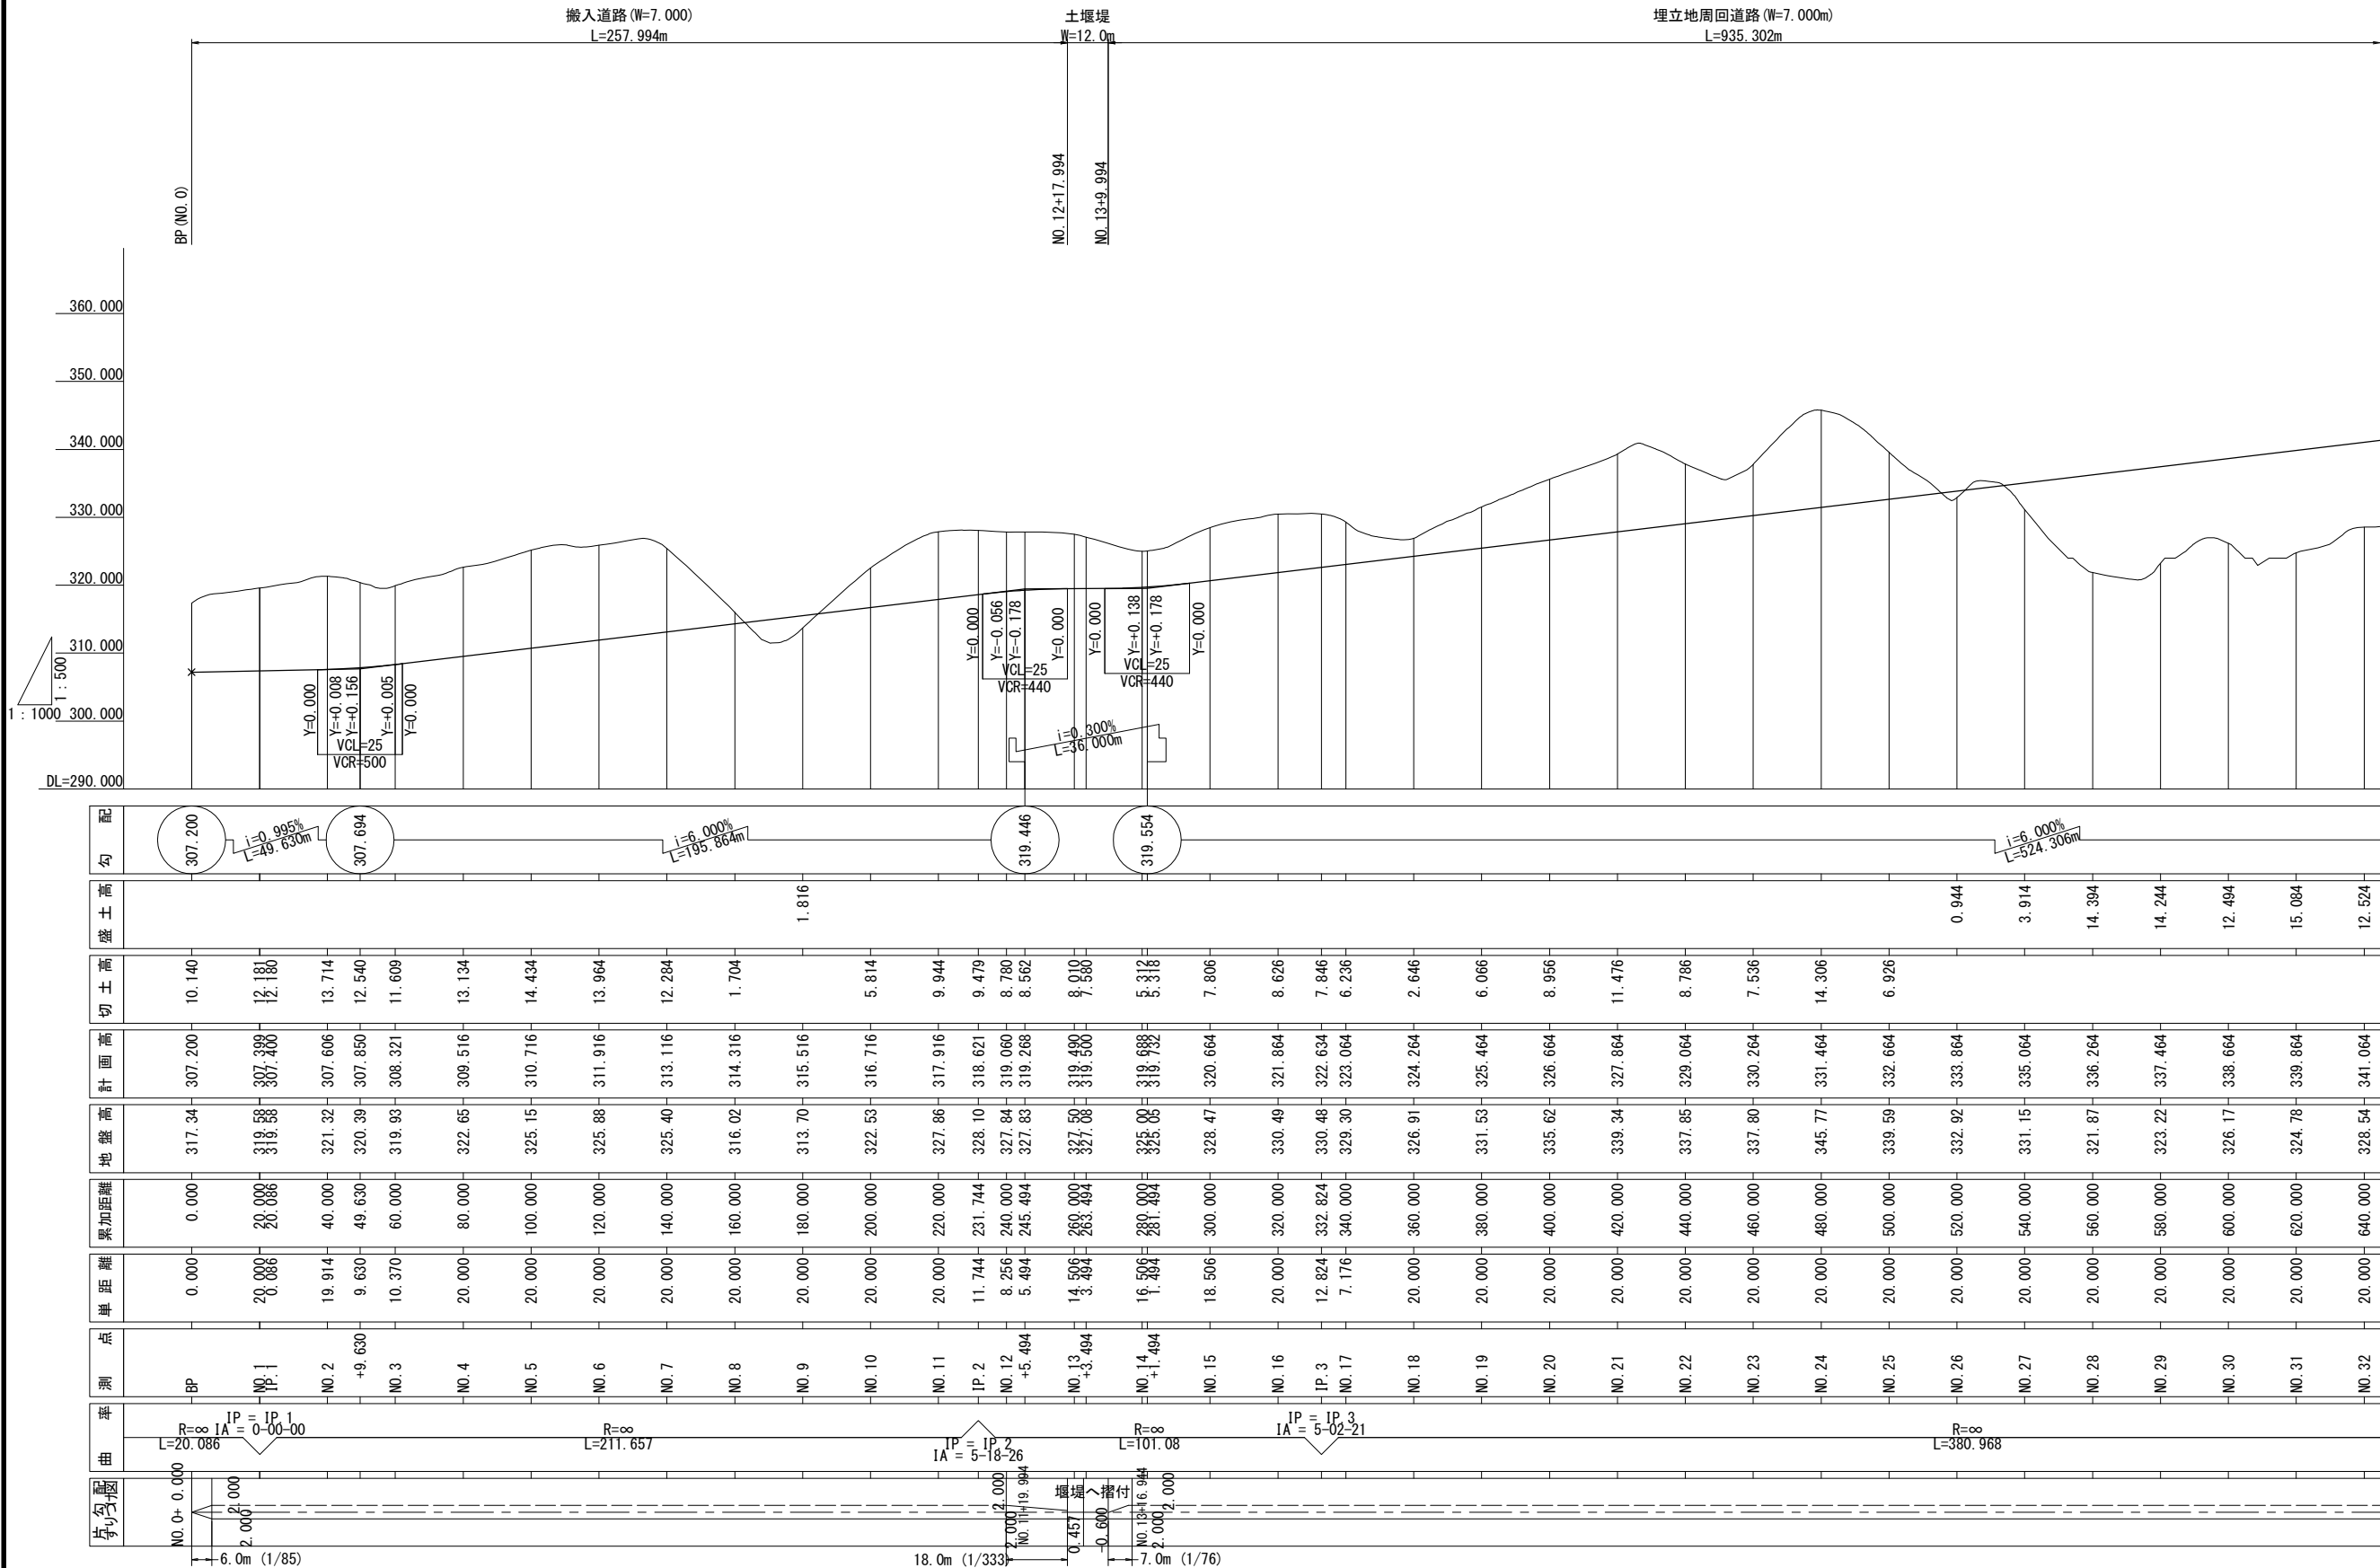 搬入道路(W=7.000)
L=257.994m
土堰堤
W=12.0m
埋立地周回道路(W=7.000m)
L=935.302m
BP(NO.0)
NO.12+17.994
NO.13+9.994
360.000
350.000
340.000
330.000
320.000
310.000
300.000
DL=290.000
1:500
1:1000
Y=0.000
Y=+0.008
Y=+0.156
Y=+0.005
Y=0.000
VCL=25
VCR=500
Y=0.000
Y=-0.056
Y=-0.178
Y=0.000
VCL=25
VCR=440
Y=0.000
Y=+0.138
Y=+0.178
Y=0.000
VCL=25
VCR=440
i=0.300%
L=36.000m
勾 配
307.200
i=0.995%
L=49.630m
307.694
i=6.000%
L=195.864m
319.446
319.554
i=6.000%
L=524.306m
盛 土 高
1.816 0.944 3.914 14.394 14.244 12.494 15.084 12.524
切 土 高
10.140 12.181 12.180 13.714 12.540 11.609 13.134 14.434 13.964 12.284 1.704 5.814 9.944 9.479 8.780 8.562 8.010 7.580 5.312 5.318 7.806 8.626 7.846 6.236 2.646 6.066 8.956 11.476 8.786 7.536 14.306 6.926
計 画 高
307.200 307.399 307.400 307.606 307.850 308.321 309.516 310.716 311.916 313.116 314.316 315.516 316.716 317.916 318.621 319.060 319.268 319.490 319.500 319.688 319.732 320.664 321.864 322.634 323.064 324.264 325.464 326.664 327.864 329.064 330.264 331.464 332.664 333.864 335.064 336.264 337.464 338.664 339.864 341.064
地 盤 高
317.34 319.58 319.58 321.32 320.39 319.93 322.65 325.15 325.88 325.40 316.02 313.70 322.53 327.86 328.10 327.84 327.83 327.50 327.08 325.00 325.05 328.47 330.49 330.48 329.30 326.91 331.53 335.62 339.34 337.85 337.80 345.77 339.59 332.92 331.15 321.87 323.22 326.17 324.78 328.54
累加距離
0.000 20.000 20.086 40.000 49.630 60.000 80.000 100.000 120.000 140.000 160.000 180.000 200.000 220.000 231.744 240.000 245.494 260.000 263.494 280.000 281.494 300.000 320.000 332.824 340.000 360.000 380.000 400.000 420.000 440.000 460.000 480.000 500.000 520.000 540.000 560.000 580.000 600.000 620.000 640.000
単 距 離
0.000 20.000 0.086 19.914 9.630 10.370 20.000 20.000 20.000 20.000 20.000 20.000 20.000 20.000 11.744 8.256 5.494 14.506 3.494 16.506 1.494 18.506 20.000 12.824 7.176 20.000 20.000 20.000 20.000 20.000 20.000 20.000 20.000 20.000 20.000 20.000 20.000 20.000 20.000 20.000
測 点
BP NO.1 IP.1 NO.2 +9.630 NO.3 NO.4 NO.5 NO.6 NO.7 NO.8 NO.9 NO.10 NO.11 IP.2 NO.12 +5.494 NO.13 +3.494 NO.14 +1.494 NO.15 NO.16 IP.3 NO.17 NO.18 NO.19 NO.20 NO.21 NO.22 NO.23 NO.24 NO.25 NO.26 NO.27 NO.28 NO.29 NO.30 NO.31 NO.32
曲 率
R=∞
L=20.086
IP = IP.1
IA = 0-00-00
R=∞
L=211.657
IP = IP.2
IA = 5-18-26
R=∞
L=101.08
IP = IP.3
IA = 5-02-21
R=∞
L=380.968
片勾配
すりつけ図
NO.0+ 0.000
2.000
2.000
6.0m (1/85)
2.000
2.000
NO.11+19.994
18.0m (1/333)
堰堤へ摺付
0.457
-0.600
NO.13+16.944
2.000
2.000
7.0m (1/76)